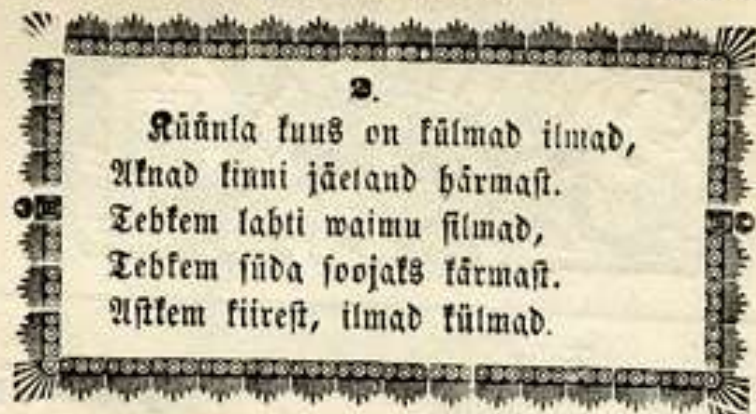 2.
Küünla kuus on külmad ilmad,
Aknad kinni jäetand härmast.
Tehkem lahti waimu silmad,
Tehkem süda soojaks kärmast.
Astkem kiirest, ilmad külmad.